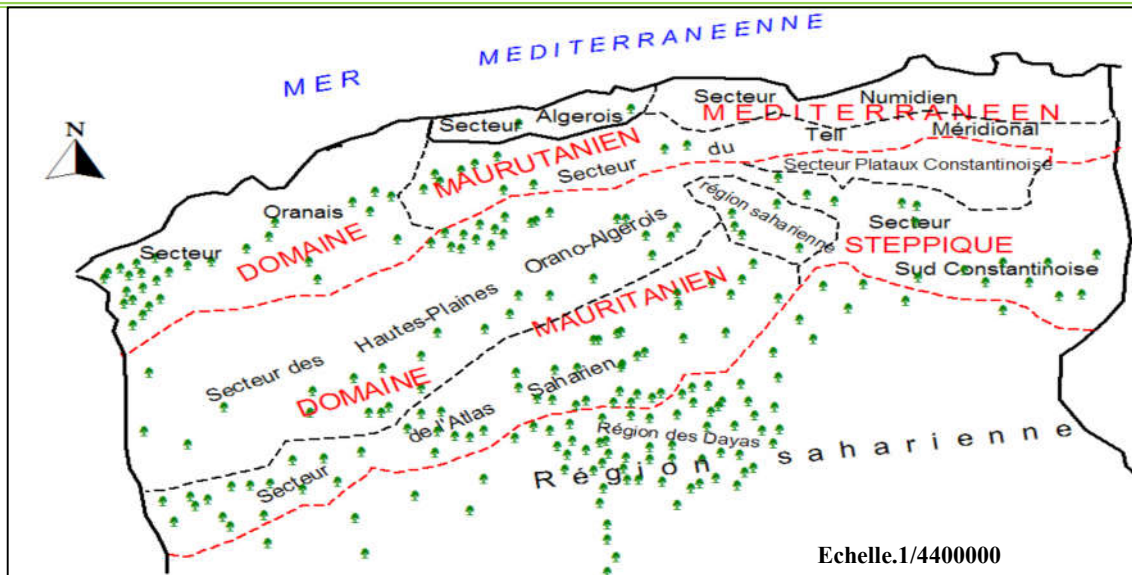 MER MEDITERRANEENNE
N
Secteur Algerois
Secteur Numidien
DOMAINE MAURUTANIEN MEDITERRANEEN
Secteur du Tell Méridional
Secteur Plataux Constantinoise
région saharienne
Secteur Oranais
Secteur
Sud Constantinoise
Secteur des Hautes-Plaines Orano-Algérois
DOMAINE MAURITANIEN STEPPIQUE
Secteur de l'Atlas Saharien
Région des Dayas
Région saharienne
Echelle.1/4400000